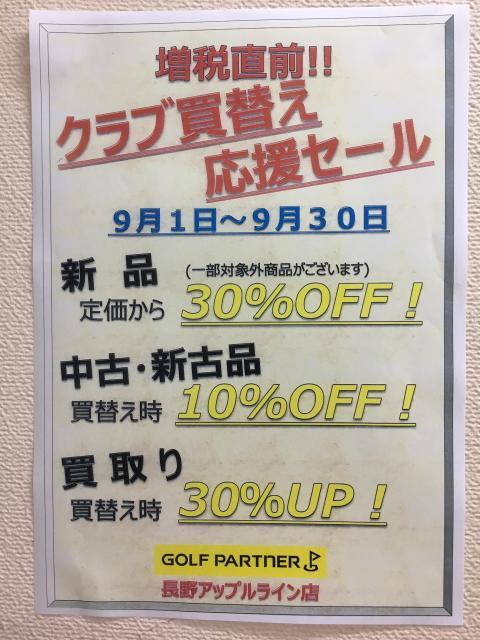 増税直前!!
クラブ買替え
応援セール
9月1日～9月30日
新品 (一部対象外商品がございます)
定価から 30%OFF!
中古・新古品
買替え時 10%OFF!
買取り
買替え時 30%UP!
GOLF PARTNER
長野アップルライン店